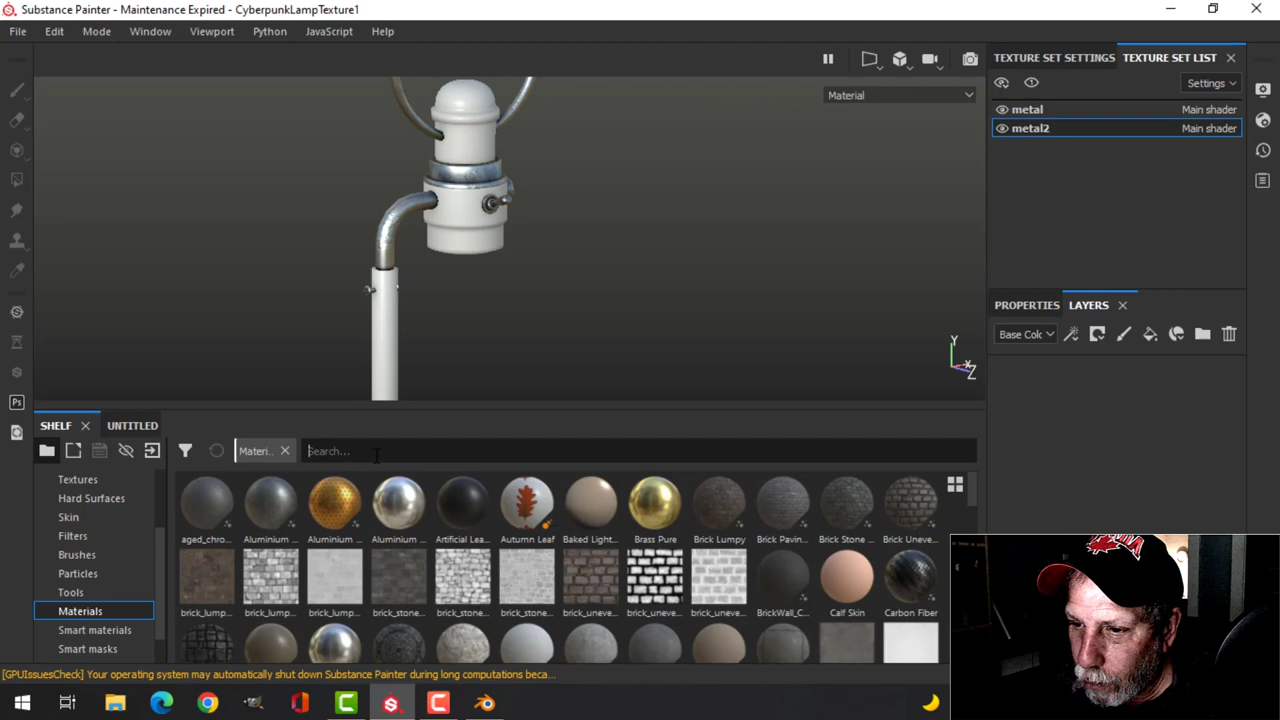 Substance Painter - Maintenance Expired - CyberpunkLampTexture1
File Edit Mode Window Viewport Python JavaScript Help
TEXTURE SET SETTINGS TEXTURE SET LIST
Material
Settings
metal Main shader
metal2 Main shader
Y
X
Z
PROPERTIES LAYERS
Base Col
Ps
SHELF UNTITLED
Materi.. Search...
Textures
Hard Surfaces
Skin
Filters
Brushes
Particles
Tools
Materials
Smart materials
Smart masks
aged_chro... Aluminium ... Aluminium ... Aluminium ... Artificial Lea... Autumn Leaf Baked Light... Brass Pure Brick Lumpy Brick Pavin... Brick Stone ... Brick Uneve...
brick_lump... brick_stone... brick_lump... brick_stone... brick_stone... brick_stone... brick_uneve... brick_uneve... brick_uneve... BrickWall_C... Calf Skin Carbon Fiber
[GPUIssuesCheck] Your operating system may automatically shut down Substance Painter during long computations beca...